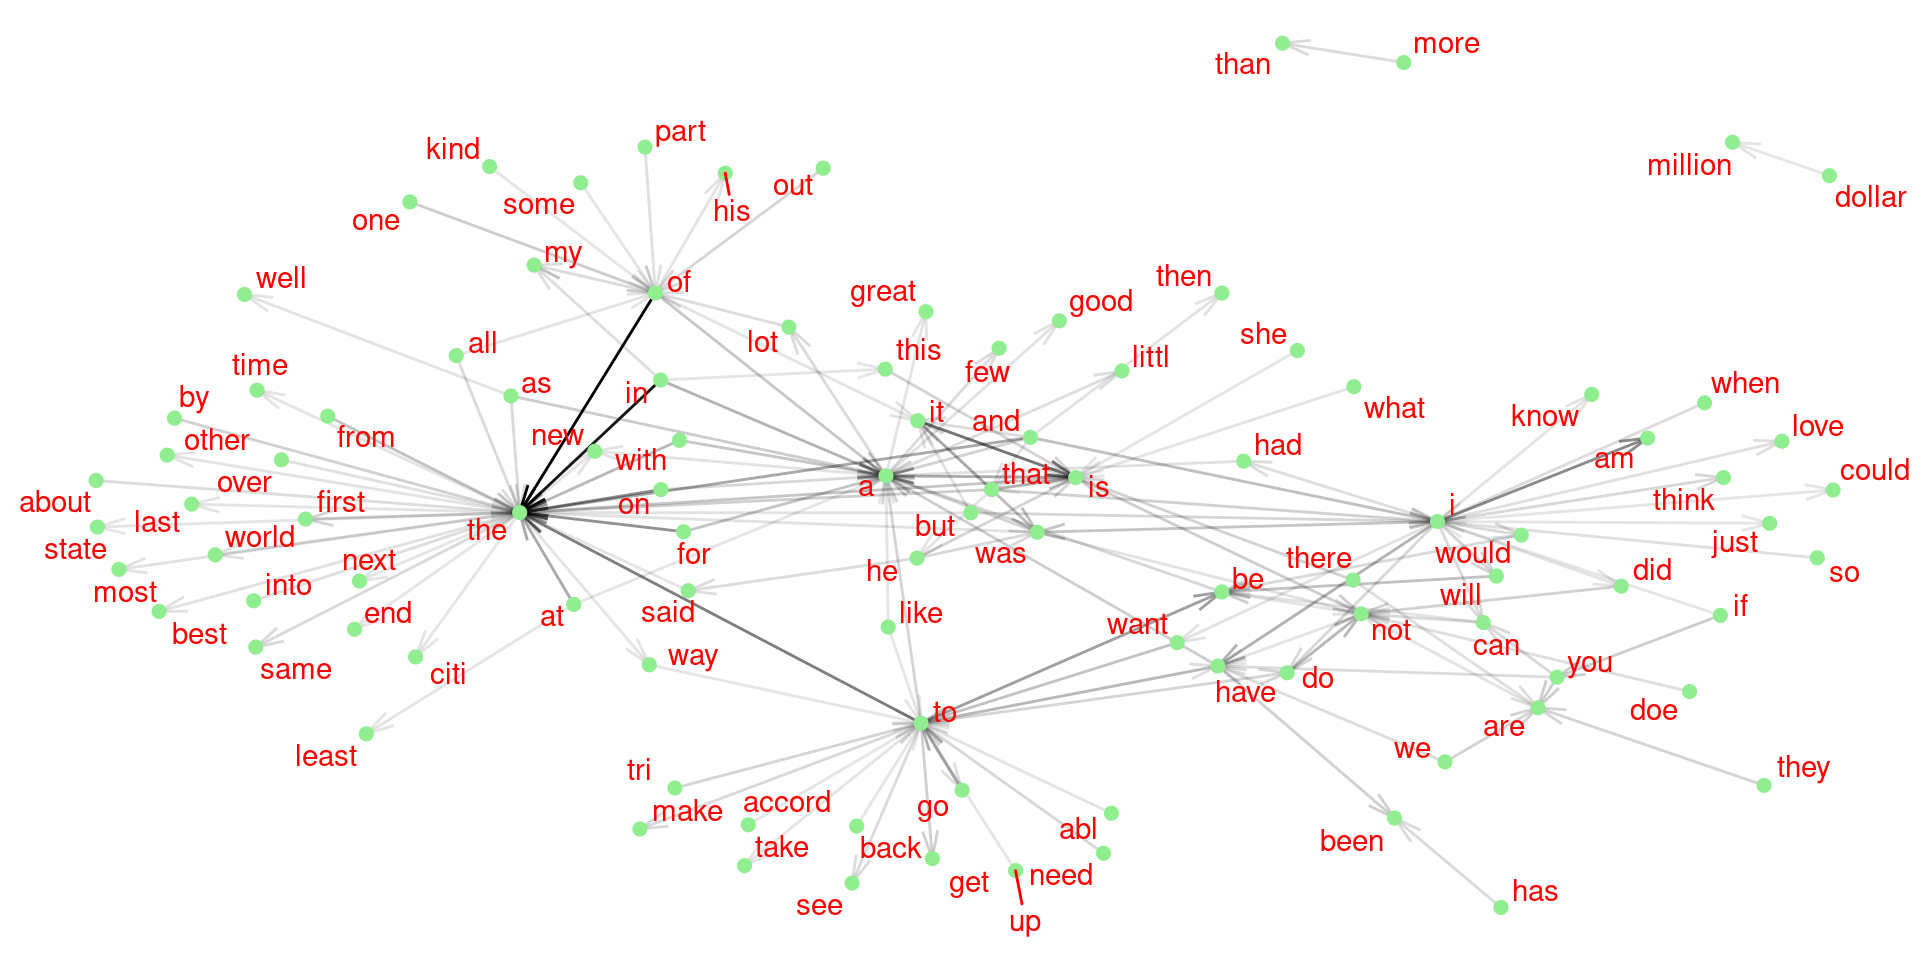 more
than
million
dollar
part
kind
some
his
out
one
my
of
well
great
good
then
she
all
lot
this
few
littl
time
as
in
it
and
what
when
know
by
from
new
with
had
am
love
other
that
is
think
could
about
over
first
on
a
i
state
last
world
the
for
but
was
would
just
so
next
he
there
did
most
into
said
be
will
if
best
end
at
like
want
not
can
you
same
citi
way
have
do
doe
least
to
we
are
they
tri
make
accord
go
abl
take
back
been
see
get
need
has
up